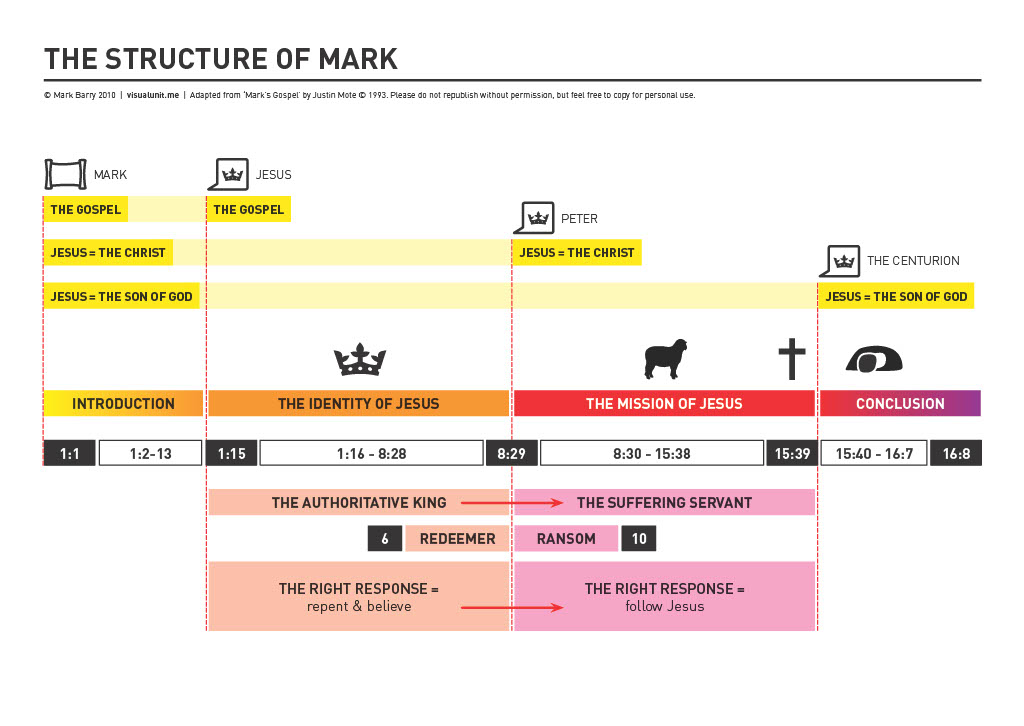 THE STRUCTURE OF MARK
© Mark Barry 2010 | visualunit.me | Adapted from 'Mark's Gospel' by Justin Mote © 1993. Please do not republish without permission, but feel free to copy for personal use.
MARK
JESUS
THE GOSPEL
THE GOSPEL
PETER
JESUS = THE CHRIST
JESUS = THE CHRIST
THE CENTURION
JESUS = THE SON OF GOD
JESUS = THE SON OF GOD
INTRODUCTION
THE IDENTITY OF JESUS
THE MISSION OF JESUS
CONCLUSION
1:1
1:2-13
1:15
1:16 - 8:28
8:29
8:30 - 15:38
15:39
15:40 - 16:7
16:8
THE AUTHORITATIVE KING
THE SUFFERING SERVANT
6
REDEEMER
RANSOM
10
THE RIGHT RESPONSE =
repent & believe
THE RIGHT RESPONSE =
follow Jesus